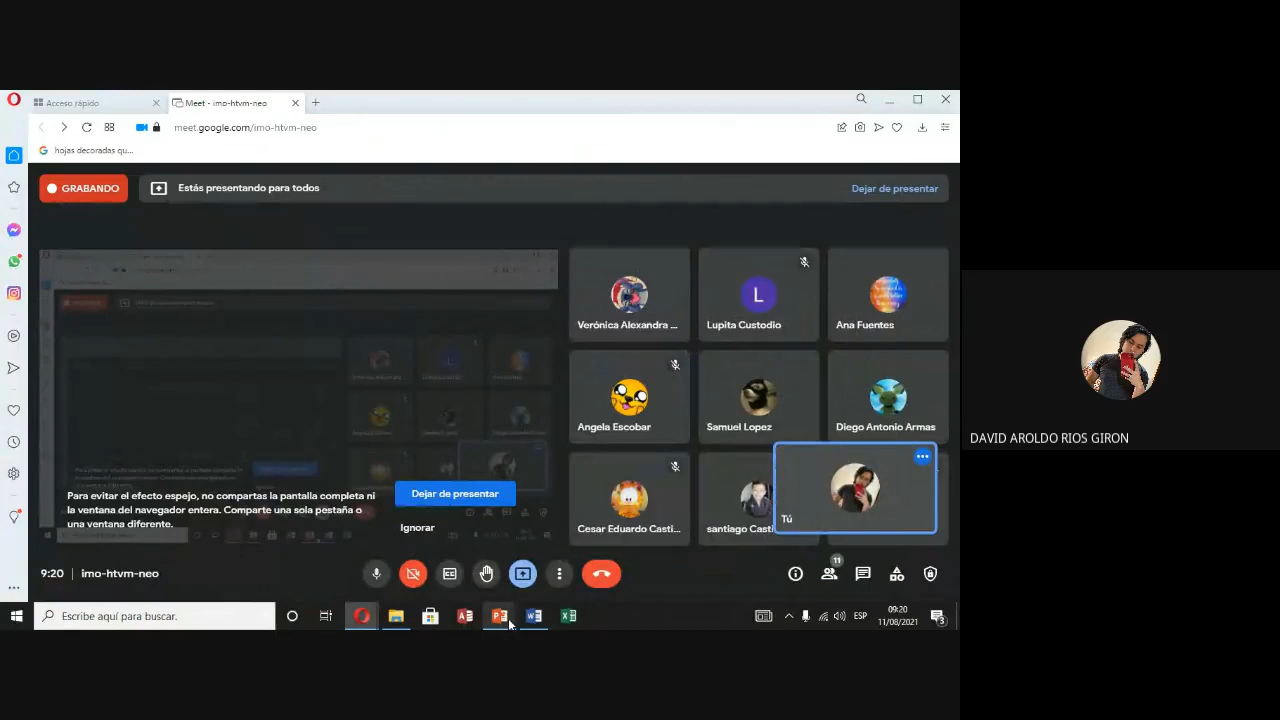 Acceso rápido
Meet - imo-htvm-neo
meet.google.com/imo-htvm-neo
hojas decoradas qu...
GRABANDO
Estás presentando para todos
Dejar de presentar
Verónica Alexandra ...
L
Lupita Custodio
Ana Fuentes
Angela Escobar
Samuel Lopez
Diego Antonio Armas
Cesar Eduardo Casti...
santiago Casti
Tú
Para evitar el efecto espejo, no compartas la pantalla completa ni
la ventana del navegador entera. Comparte una sola pestaña o
una ventana diferente.
Dejar de presentar
Ignorar
DAVID AROLDO RIOS GIRON
9:20 | imo-htvm-neo
11
Escribe aquí para buscar.
ESP
09:20
11/08/2021
3